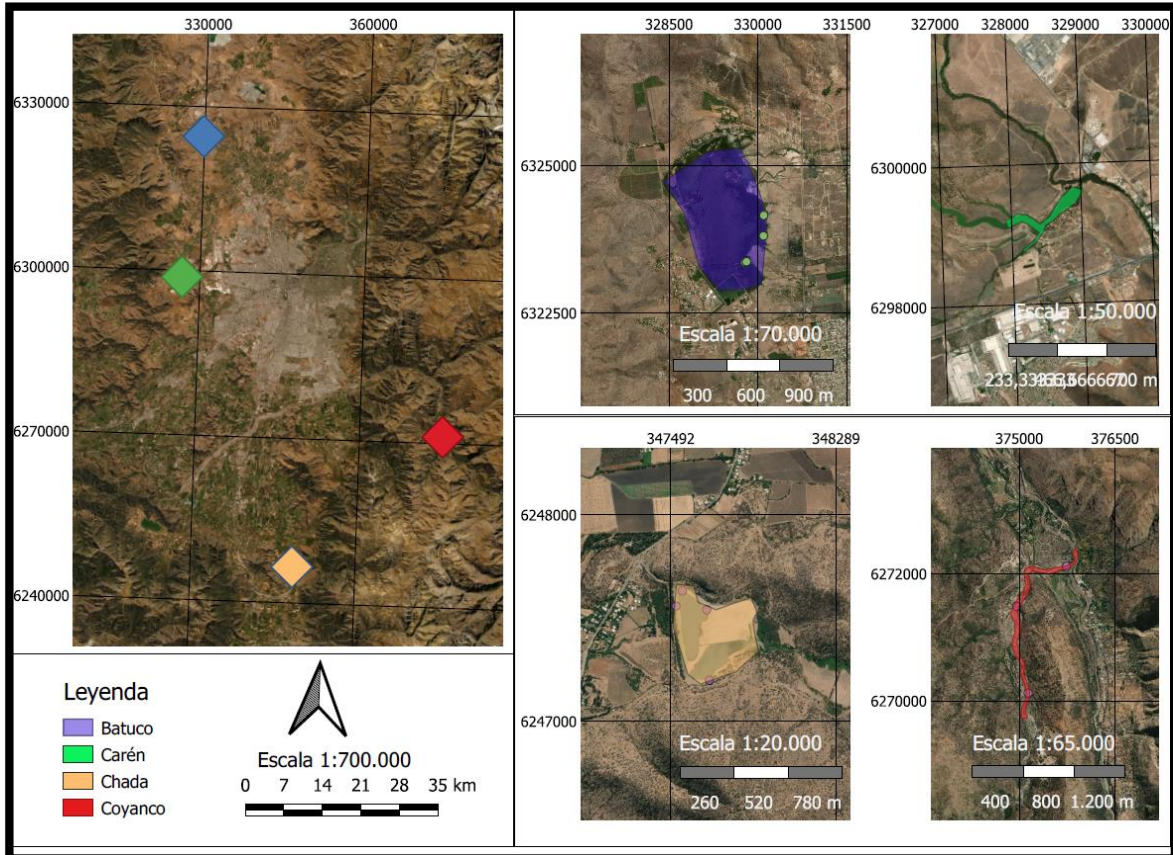 330000 360000
6330000
6300000
6270000
6240000
Leyenda
Batuco
Carén
Chada
Coyanco
Escala 1:700.000
0 7 14 21 28 35 km
328500 330000 331500
6325000
6322500
Escala 1:70.000
300 600 900 m
327000 328000 329000 330000
6300000
6298000
Escala 1:50.000
700 m
347492 348289
6248000
6247000
Escala 1:20.000
260 520 780 m
375000 376500
6272000
6270000
Escala 1:65.000
400 800 1.200 m